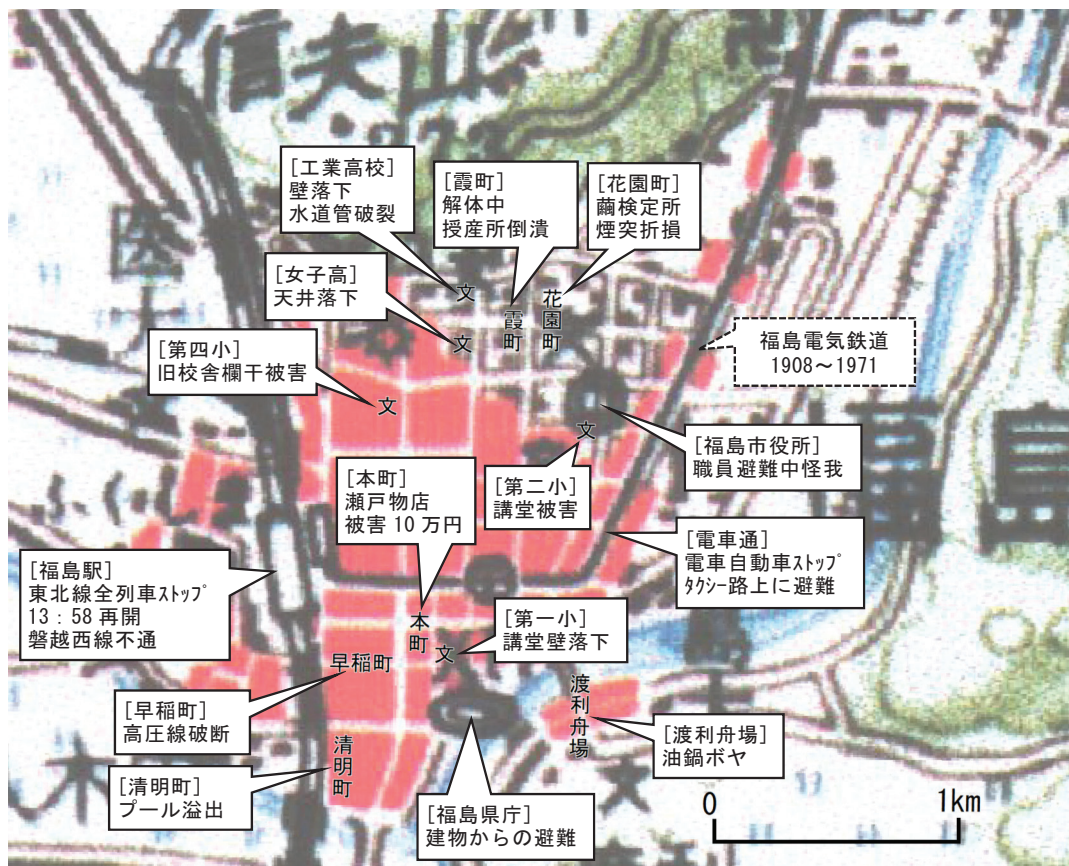 信夫山
[工業高校]
壁落下
水道管破裂
[霞町]
解体中
授産所倒潰
[花園町]
繭検定所
煙突折損
[女子高]
天井落下
文
霞町
花園町
文
福島電気鉄道
1908～1971
[第四小]
旧校舎欄干被害
文
文
[福島市役所]
職員避難中怪我
福島
[本町]
瀬戸物店
被害 10 万円
[第二小]
講堂被害
[電車通]
電車自動車ｽﾄｯﾌﾟ
ﾀｸｼｰ路上に避難
[福島駅]
東北線全列車ｽﾄｯﾌﾟ
13：58 再開
磐越西線不通
本町
文
[第一小]
講堂壁落下
早稲町
渡利舟場
[早稲町]
高圧線破断
[渡利舟場]
油鍋ボヤ
清明町
[清明町]
プール溢出
[福島県庁]
建物からの避難
0
1km